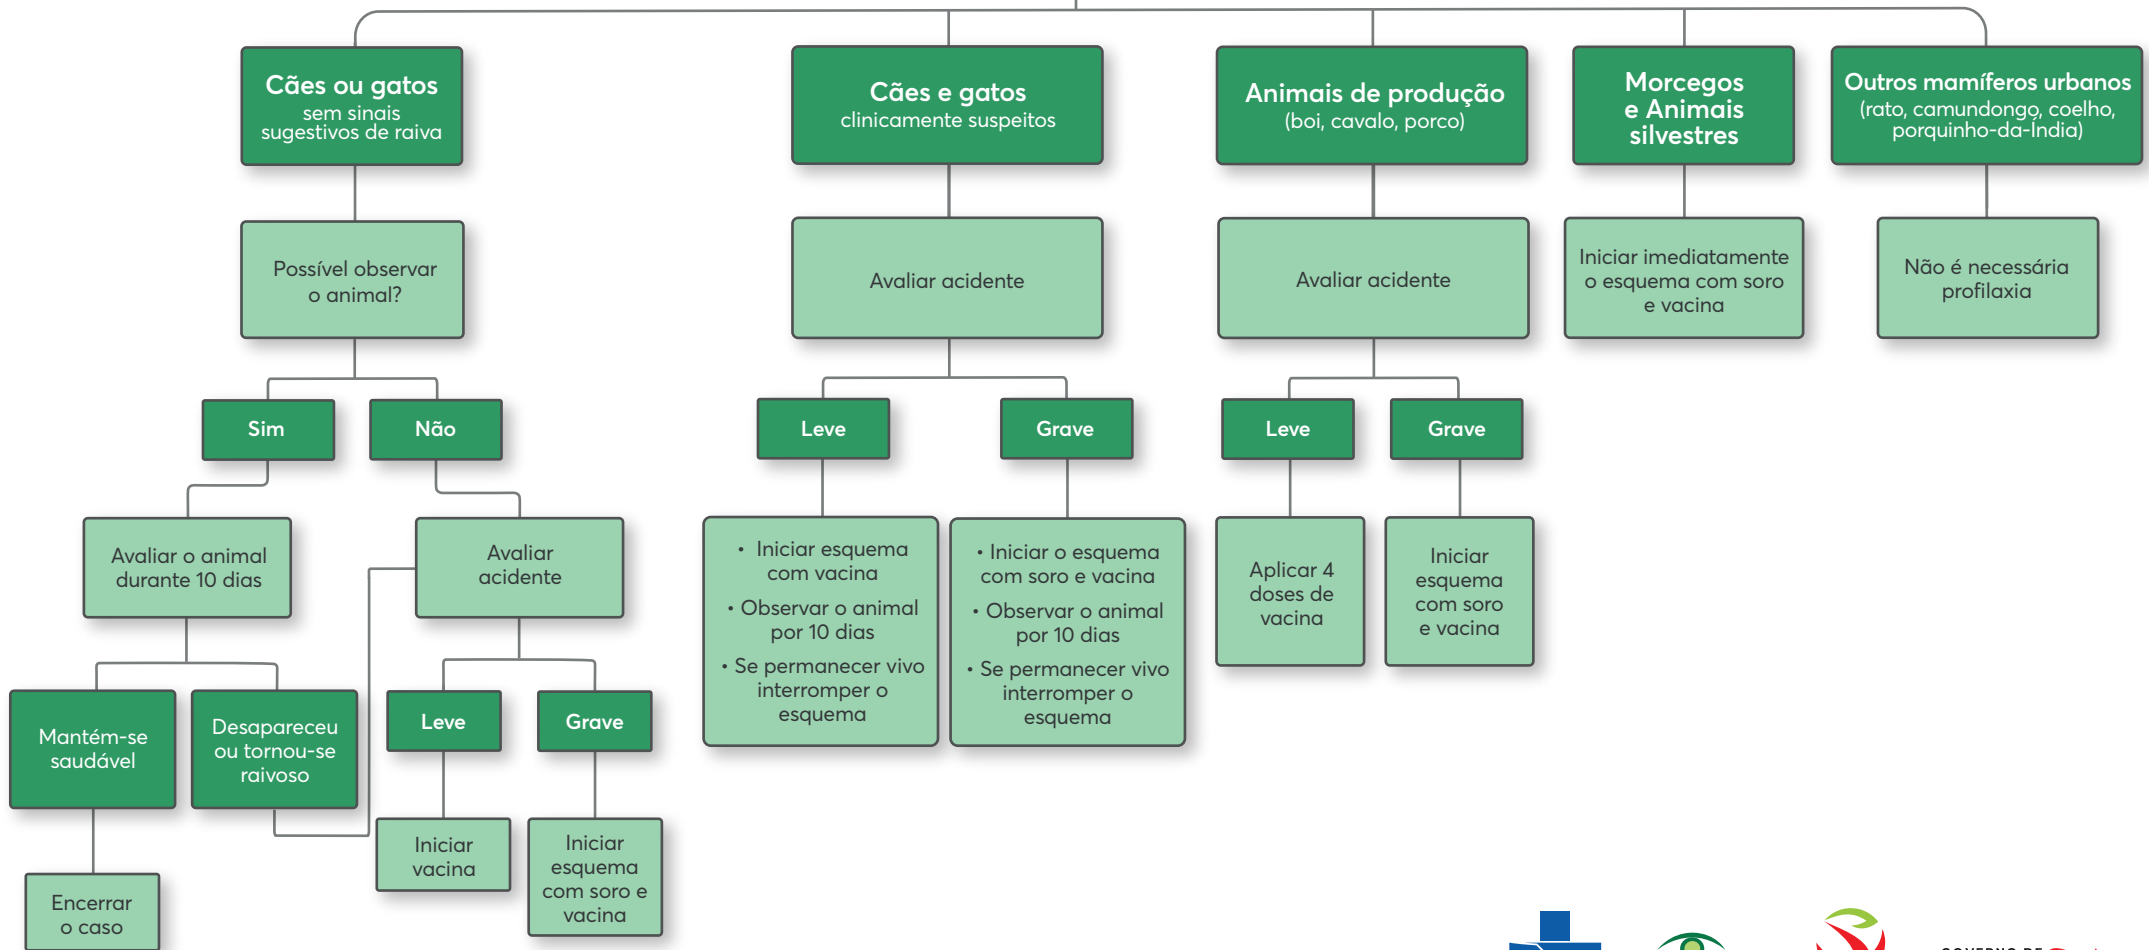 Cães ou gatos
sem sinais
sugestivos de raiva
Cães e gatos
clinicamente suspeitos
Animais de produção
(boi, cavalo, porco)
Morcegos
e Animais
silvestres
Outros mamíferos urbanos
(rato, camundongo, coelho,
porquinho-da-Índia)
Possível observar
o animal?
Avaliar acidente
Avaliar acidente
Iniciar imediatamente
o esquema com soro
e vacina
Não é necessária
profilaxia
Sim
Não
Leve
Grave
Leve
Grave
Avaliar o animal
durante 10 dias
Avaliar
acidente
• Iniciar esquema
com vacina
• Observar o animal
por 10 dias
• Se permanecer vivo
interromper o
esquema
• Iniciar o esquema
com soro e vacina
• Observar o animal
por 10 dias
• Se permanecer vivo
interromper o
esquema
Aplicar 4
doses de
vacina
Iniciar
esquema
com soro
e vacina
Mantém-se
saudável
Desapareceu
ou tornou-se
raivoso
Leve
Grave
Encerrar
o caso
Iniciar
vacina
Iniciar
esquema
com soro e
vacina
GOVERNO DE